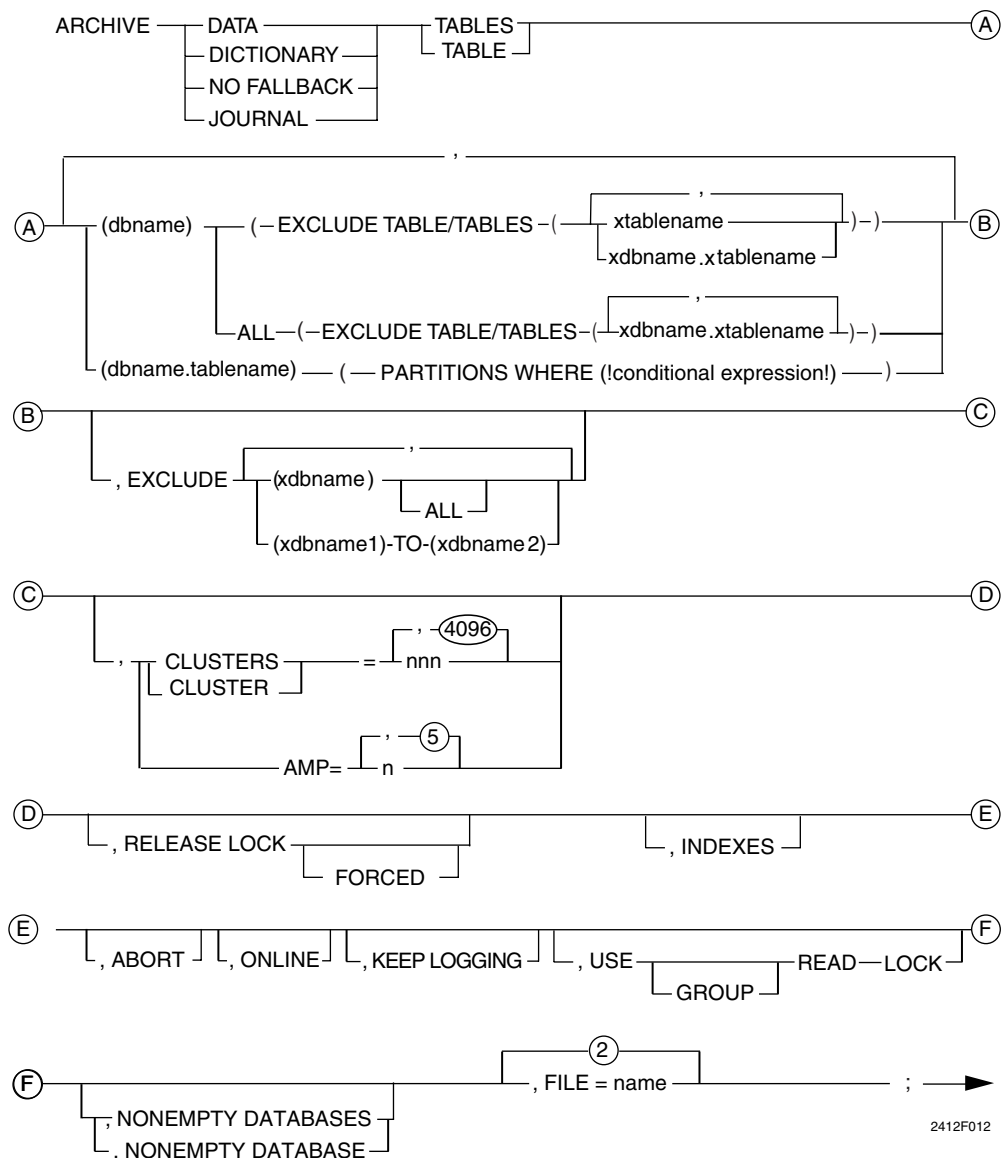 ARCHIVE DATA TABLES A
DICTIONARY TABLE
NO FALLBACK
JOURNAL
,
,
A (dbname) ( EXCLUDE TABLE/TABLES ( xtablename ) ) B
xdbname.xtablename
,
ALL ( EXCLUDE TABLE/TABLES ( xdbname.xtablename ) )
(dbname.tablename) ( PARTITIONS WHERE (!conditional expression!) )
B C
,
, EXCLUDE (xdbname)
ALL
(xdbname1)-TO-(xdbname2)
C D
, 4096
, CLUSTERS = nnn
CLUSTER
, 5
AMP= n
D E
, RELEASE LOCK , INDEXES
FORCED
E F
, ABORT , ONLINE , KEEP LOGGING , USE READ LOCK
GROUP
2
F , FILE = name ;
, NONEMPTY DATABASES
, NONEMPTY DATABASE
2412F012